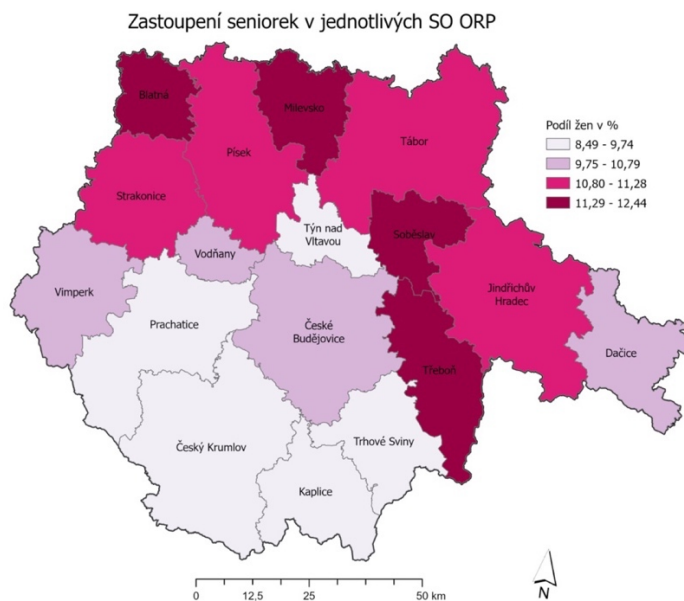 Zastoupení seniorek v jednotlivých SO ORP
Podíl žen v %
8,49 - 9,74
9,75 - 10,79
10,80 - 11,28
11,29 - 12,44
Blatná
Milevsko
Písek
Tábor
Strakonice
Týn nad
Vltavou
Soběslav
Vodňany
Vimperk
Jindřichův
Hradec
Prachatice
České
Budějovice
Dačice
Třeboň
Český Krumlov
Trhové Sviny
Kaplice
0 12,5 25 50 km
N